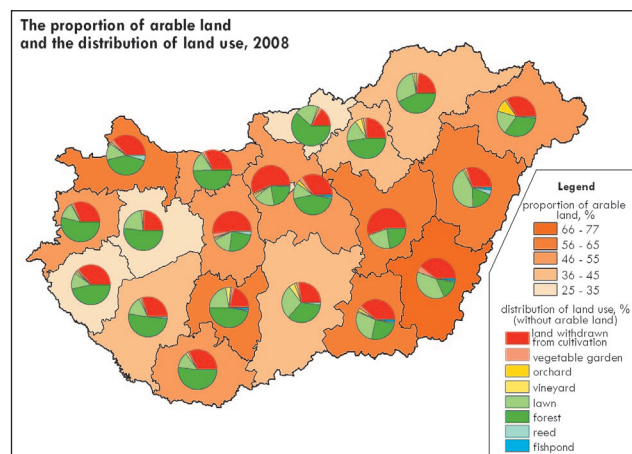 The proportion of arable land
and the distribution of land use, 2008
Legend
proportion of arable
land, %
66 - 77
56 - 65
46 - 55
36 - 45
25 - 35
distribution of land use, %
(without arable land)
land withdrawn
from cultivation
vegetable garden
orchard
vineyard
lawn
forest
reed
fishpond